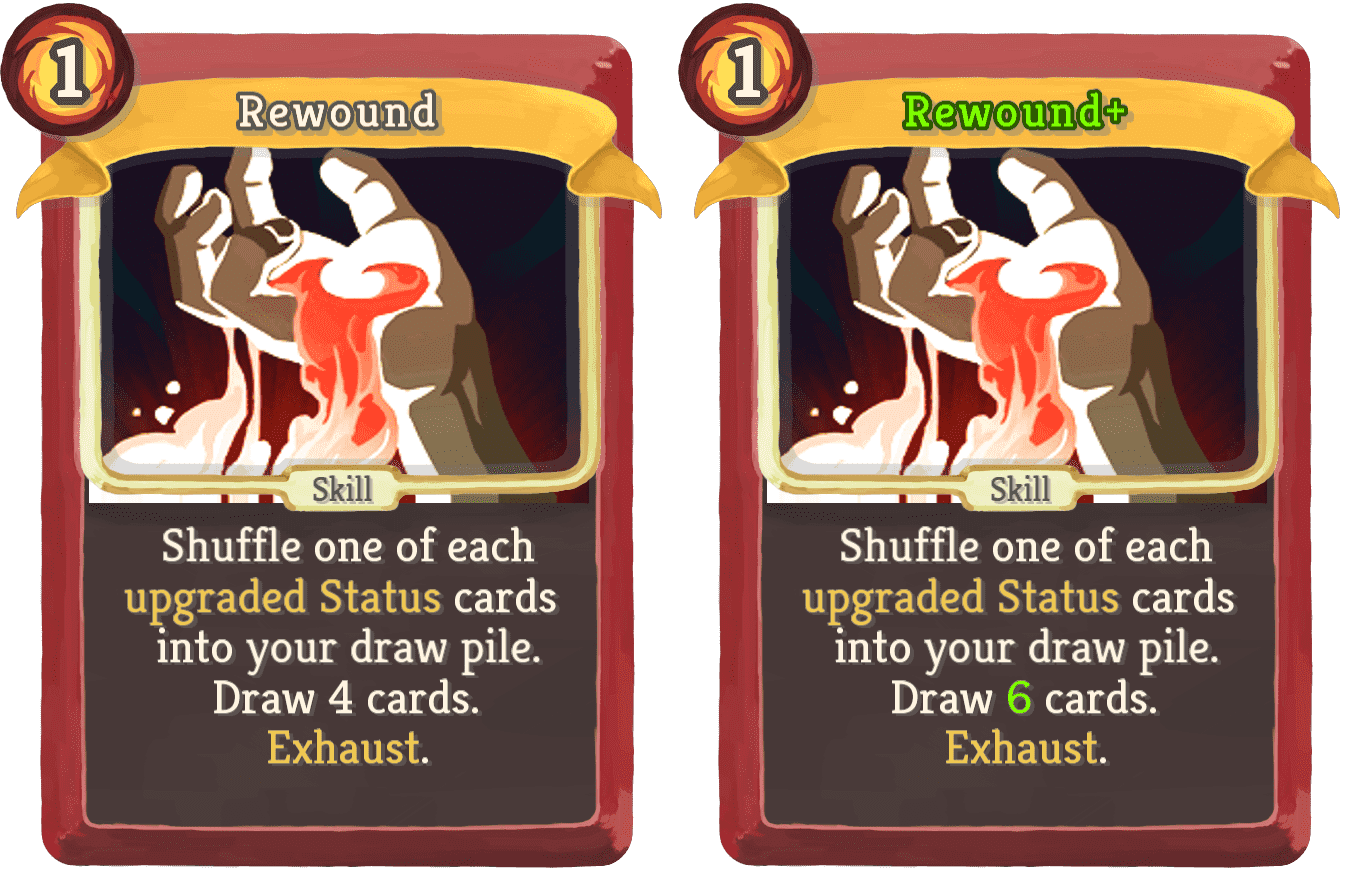 1
Rewound
Skill
Shuffle one of each
upgraded Status cards
into your draw pile.
Draw 4 cards.
Exhaust.
1
Rewound+
Skill
Shuffle one of each
upgraded Status cards
into your draw pile.
Draw 6 cards.
Exhaust.